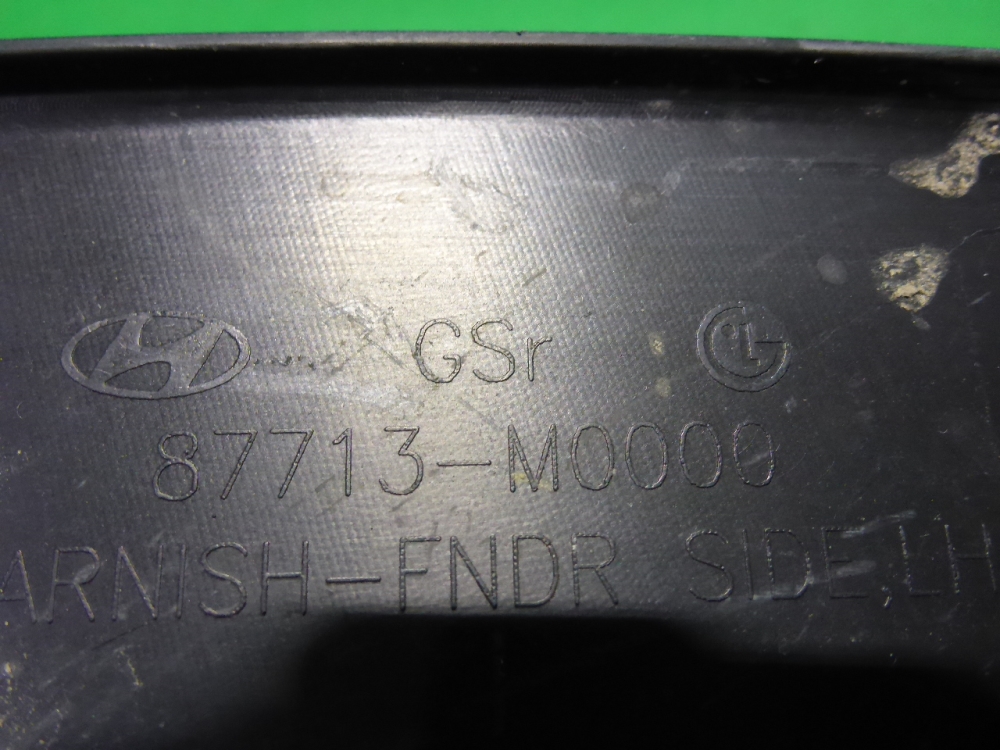 GSr
87713-M0000
ARNISH-FNDR SIDE,LH